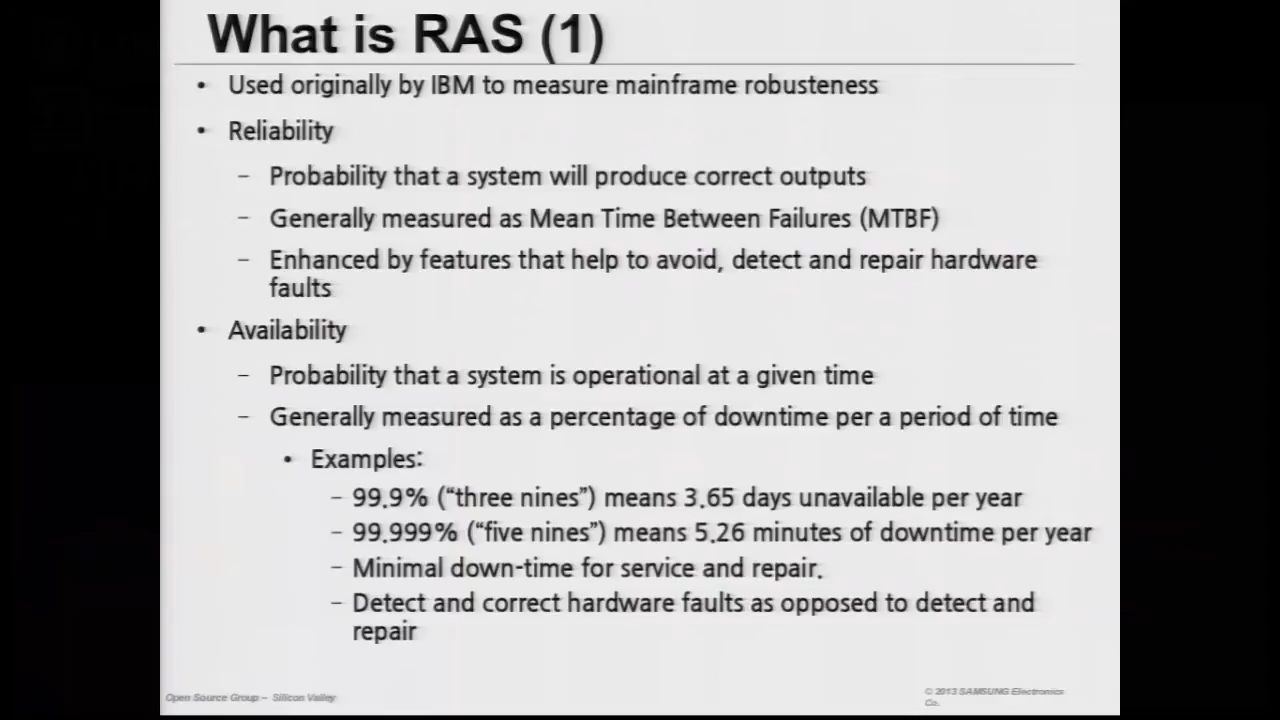 What is RAS (1)
• Used originally by IBM to measure mainframe robusteness
• Reliability
– Probability that a system will produce correct outputs
– Generally measured as Mean Time Between Failures (MTBF)
– Enhanced by features that help to avoid, detect and repair hardware
faults
• Availability
– Probability that a system is operational at a given time
– Generally measured as a percentage of downtime per a period of time
• Examples:
– 99.9% (“three nines”) means 3.65 days unavailable per year
– 99.999% (“five nines”) means 5.26 minutes of downtime per year
– Minimal down-time for service and repair.
– Detect and correct hardware faults as opposed to detect and
repair
Open Source Group – Silicon Valley
© 2013 SAMSUNG Electronics
Co.